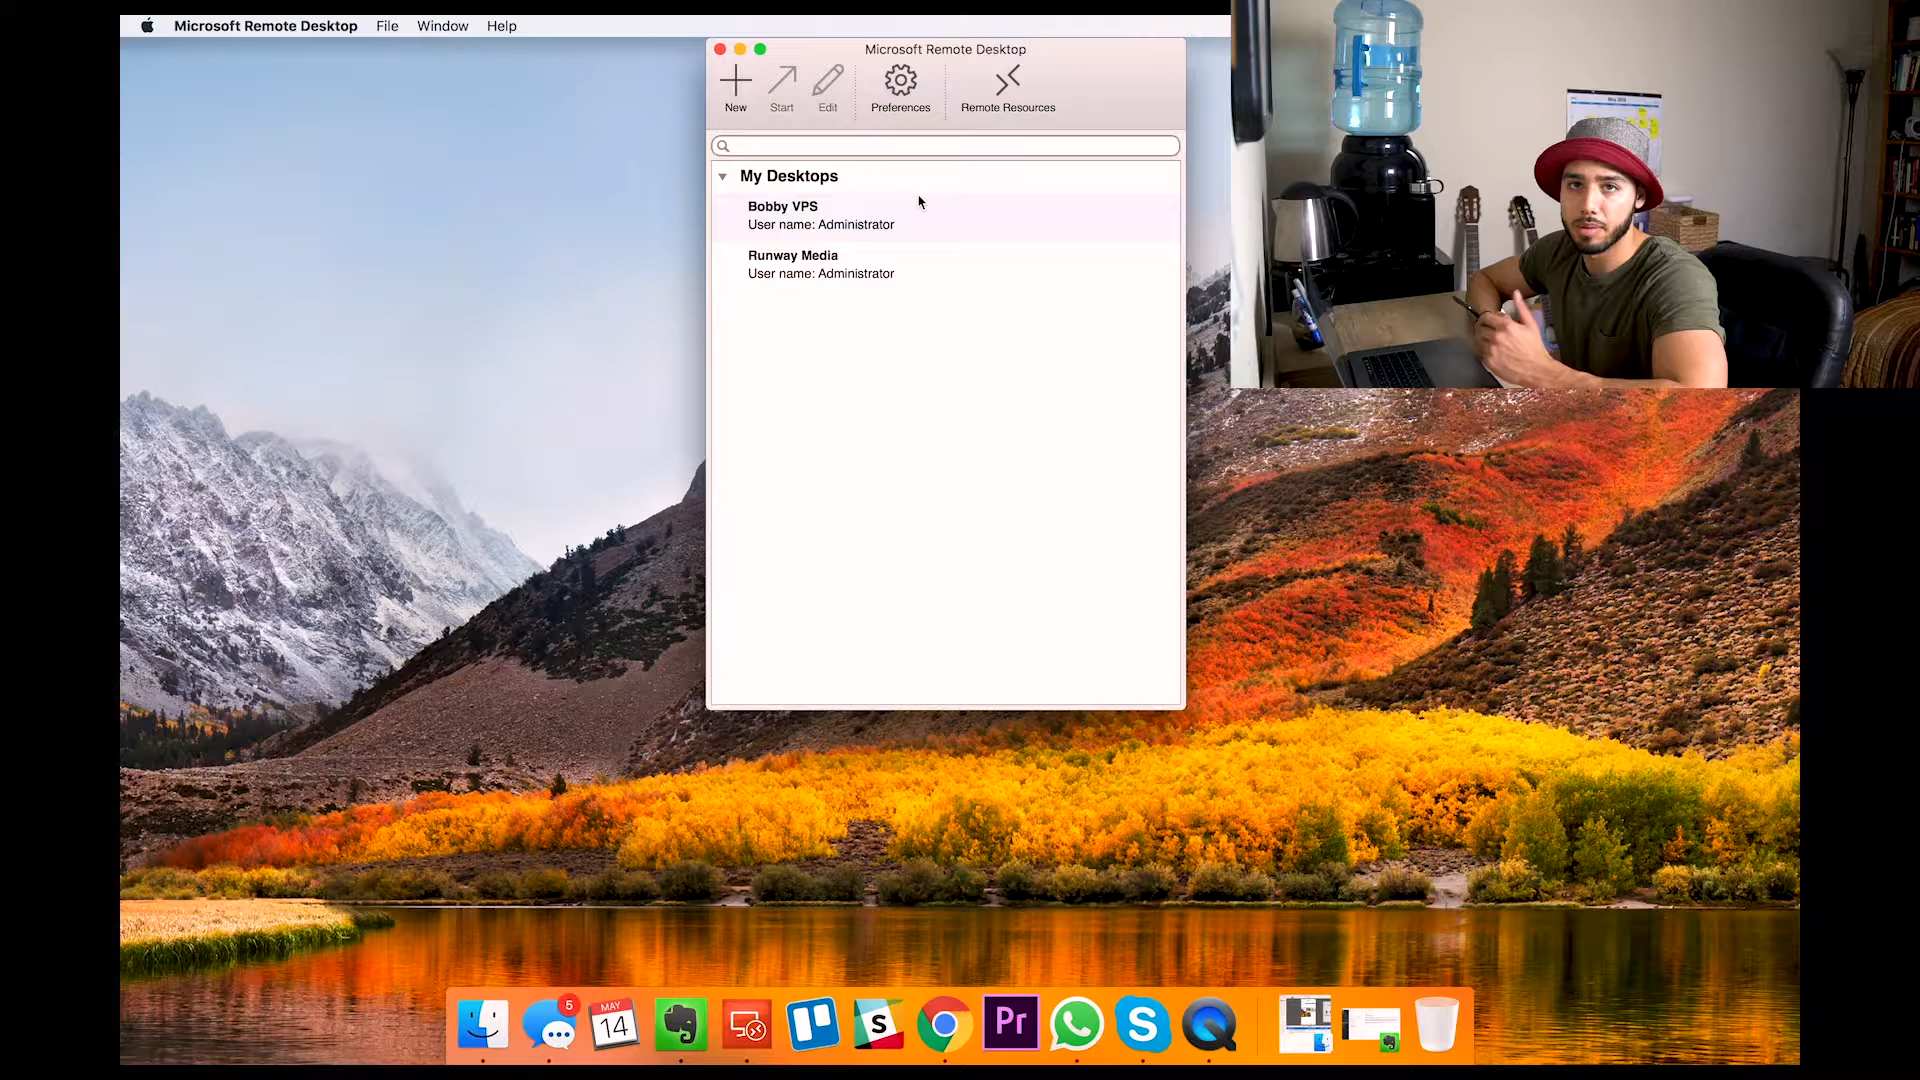 Microsoft Remote Desktop File Window Help
Microsoft Remote Desktop
New Start Edit Preferences Remote Resources
My Desktops
Bobby VPS
User name: Administrator
Runway Media
User name: Administrator
5
MAY
14
S
Pr
S